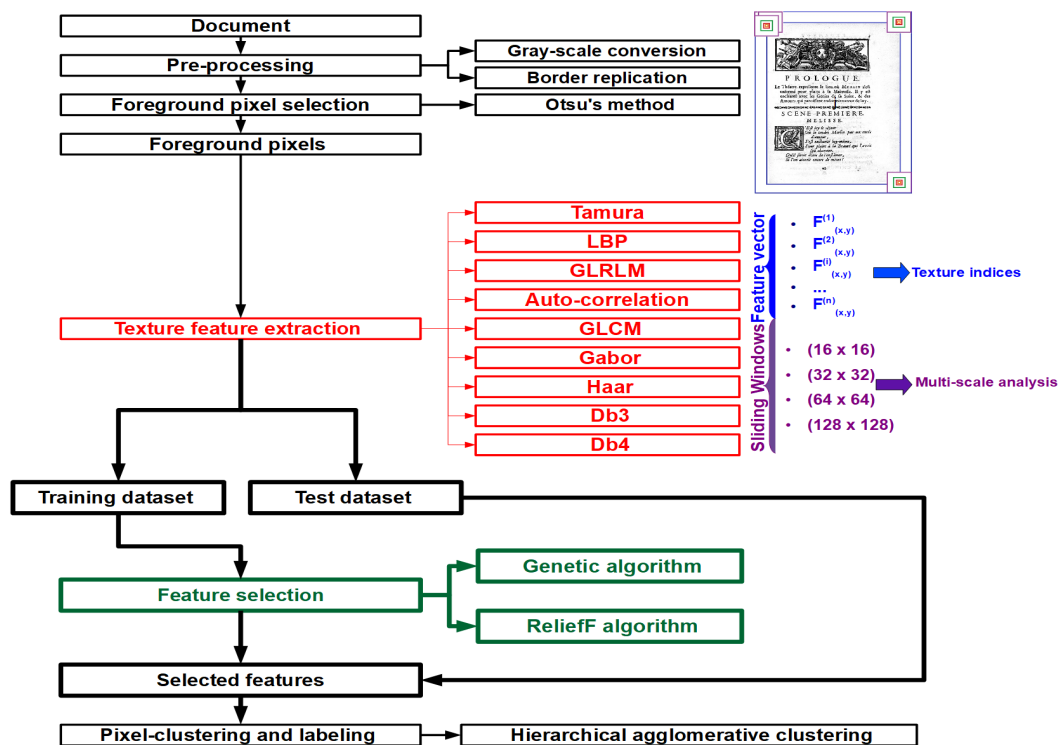 Document
Pre-processing
Gray-scale conversion
Border replication
Foreground pixel selection
Otsu's method
Foreground pixels
PROLOGUE.
SCENE PREMIERE.
MELISSE.
Texture feature extraction
Tamura
LBP
GLRLM
Auto-correlation
GLCM
Gabor
Haar
Db3
Db4
Feature vector
• F(1)(x,y)
• F(2)(x,y)
• F(i)(x,y)
• ...
• F(n)(x,y)
Texture indices
Sliding Windows
• (16 x 16)
• (32 x 32)
• (64 x 64)
• (128 x 128)
Multi-scale analysis
Training dataset
Test dataset
Feature selection
Genetic algorithm
ReliefF algorithm
Selected features
Pixel-clustering and labeling
Hierarchical agglomerative clustering